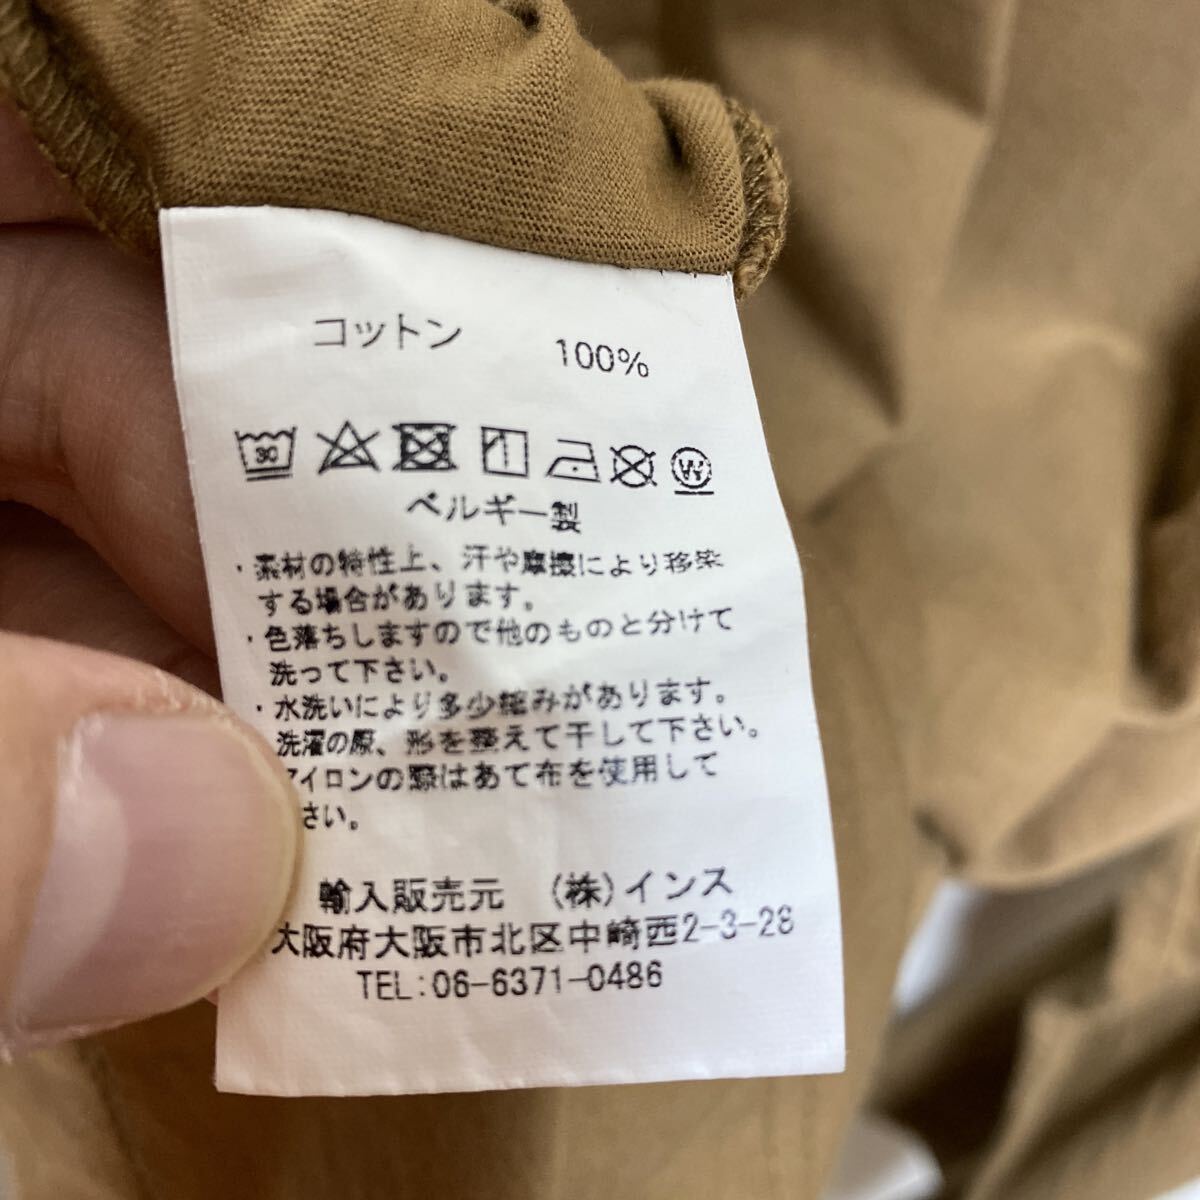 コットン 100%
30 W
ベルギー製
・素材の特性上、汗や摩擦により移染
する場合があります。
・色落ちしますので他のものと分けて
洗って下さい。
・水洗いにより多少縮みがあります。
洗濯の際、形を整えて干して下さい。
アイロンの際はあて布を使用して
さい。
輸入販売元 (株)インス
大阪府大阪市北区中崎西2-3-28
TEL:06-6371-0486